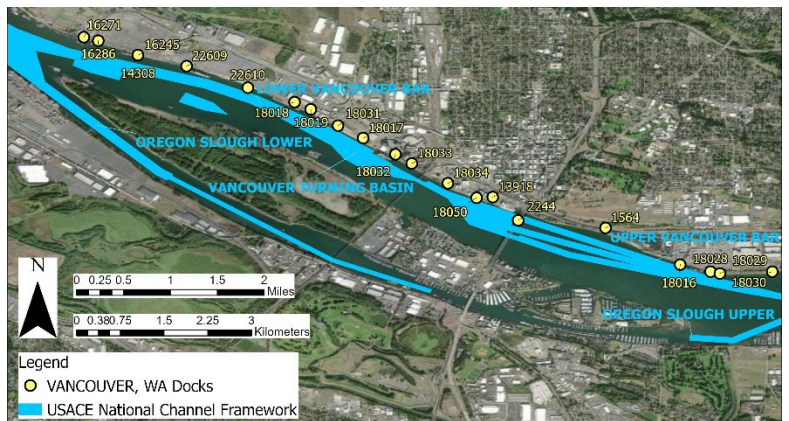 16271
16286
16245
14308
22609
22610
LOWER VANCOUVER BAR
18018
18019
18031
18017
OREGON SLOUGH LOWER
18032
18033
VANCOUVER TURNING BASIN
18034
13918
18050
2244
1564
UPPER VANCOUVER BAR
18016
18028
18029
18030
OREGON SLOUGH UPPER
N
0 0.25 0.5 1 1.5 2
Miles
0 0.38 0.75 1.5 2.25 3
Kilometers
Legend
VANCOUVER, WA Docks
USACE National Channel Framework